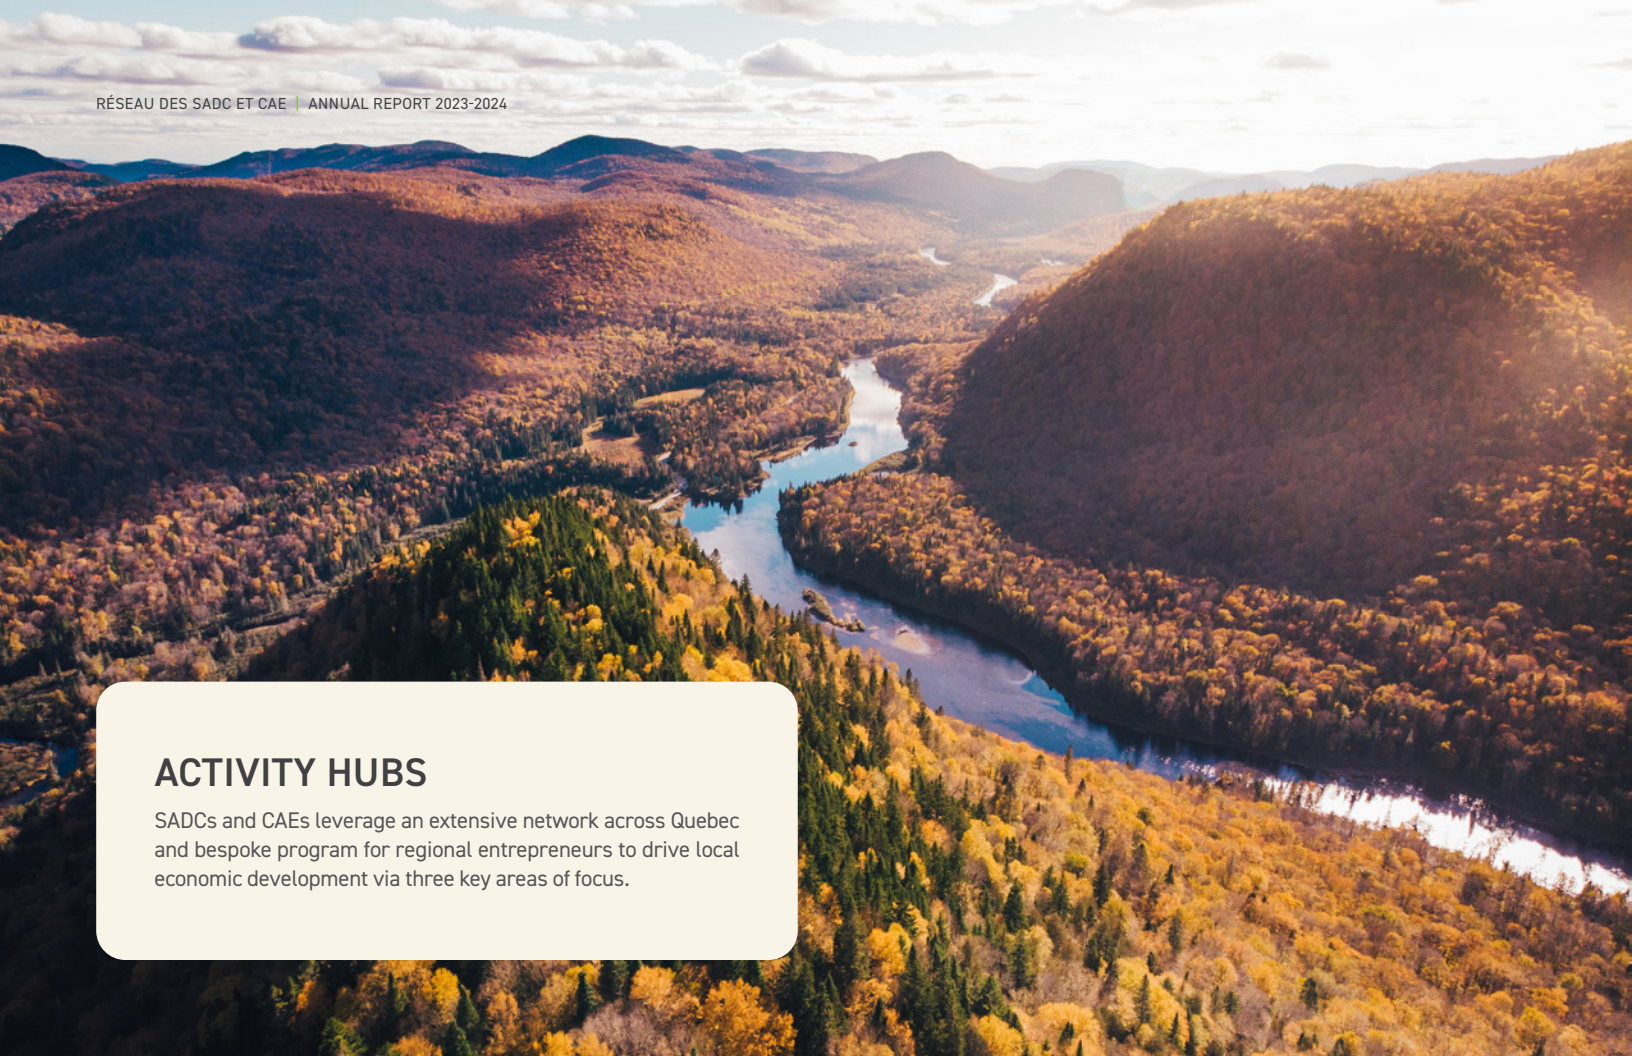 RÉSEAU DES SADC ET CAE | ANNUAL REPORT 2023-2024
ACTIVITY HUBS
SADCs and CAEs leverage an extensive network across Quebec
and bespoke program for regional entrepreneurs to drive local
economic development via three key areas of focus.